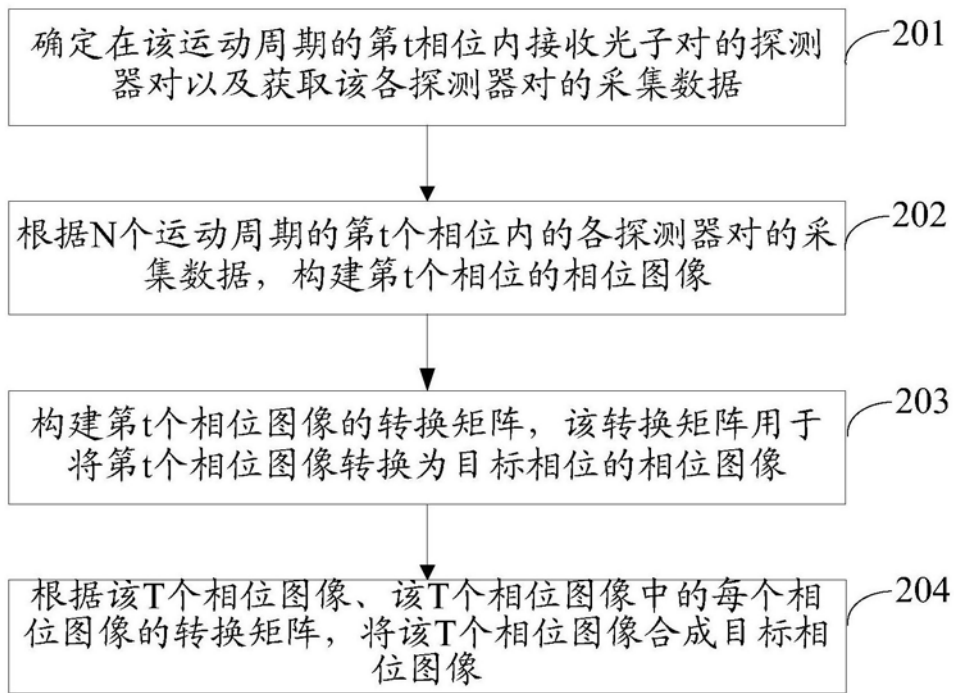 确定在该运动周期的第t相位内接收光子对的探测
器对以及获取该各探测器对的采集数据
201
根据N个运动周期的第t个相位内的各探测器对的采
集数据，构建第t个相位的相位图像
202
构建第t个相位图像的转换矩阵，该转换矩阵用于
将第t个相位图像转换为目标相位的相位图像
203
根据该T个相位图像、该T个相位图像中的每个相
位图像的转换矩阵，将该T个相位图像合成目标相
位图像
204